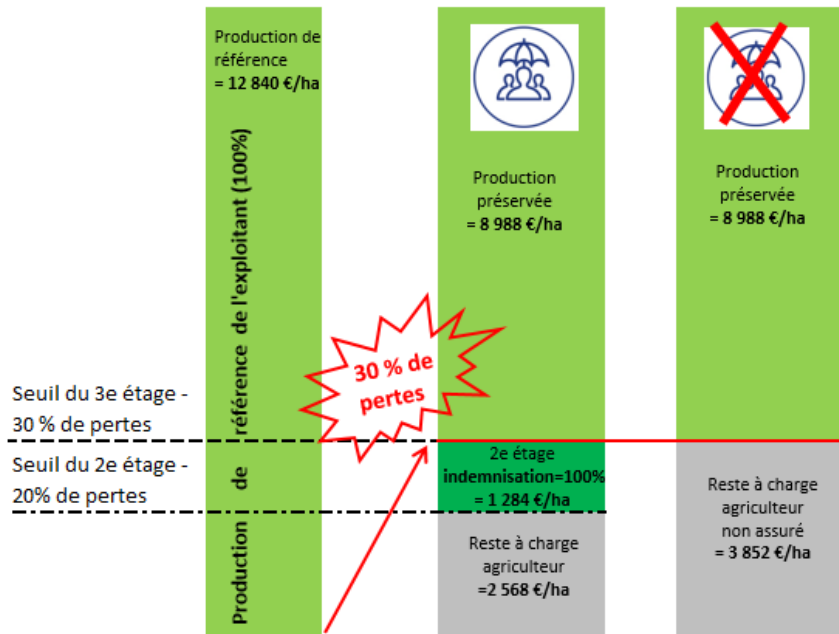 Production de
référence
= 12 840 €/ha
Production de référence de l'exploitant (100%)
Seuil du 3e étage -
30 % de pertes
Seuil du 2e étage -
20% de pertes
30 % de
pertes
Production
préservée
= 8 988 €/ha
2e étage
indemnisation=100%
= 1 284 €/ha
Reste à charge
agriculteur
=2 568 €/ha
Production
préservée
= 8 988 €/ha
Reste à charge
agriculteur
non assuré
= 3 852 €/ha